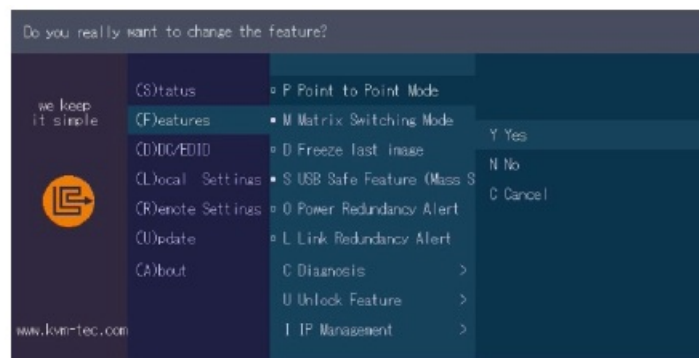 Do you really want to change the feature?
we keep
it simple
www.kvm-tec.com
(S)tatus
(F)eatures
(D)DC/EDID
(L)ocal Settings
(R)emote Settings
(U)pdate
(A)bout
P Point to Point Mode
M Matrix Switching Mode
D Freeze last image
S USB Safe Feature (Mass S
O Power Redundancy Alert
L Link Redundancy Alert
C Diagnosis >
U Unlock Feature >
I IP Management >
Y Yes
N No
C Cancel